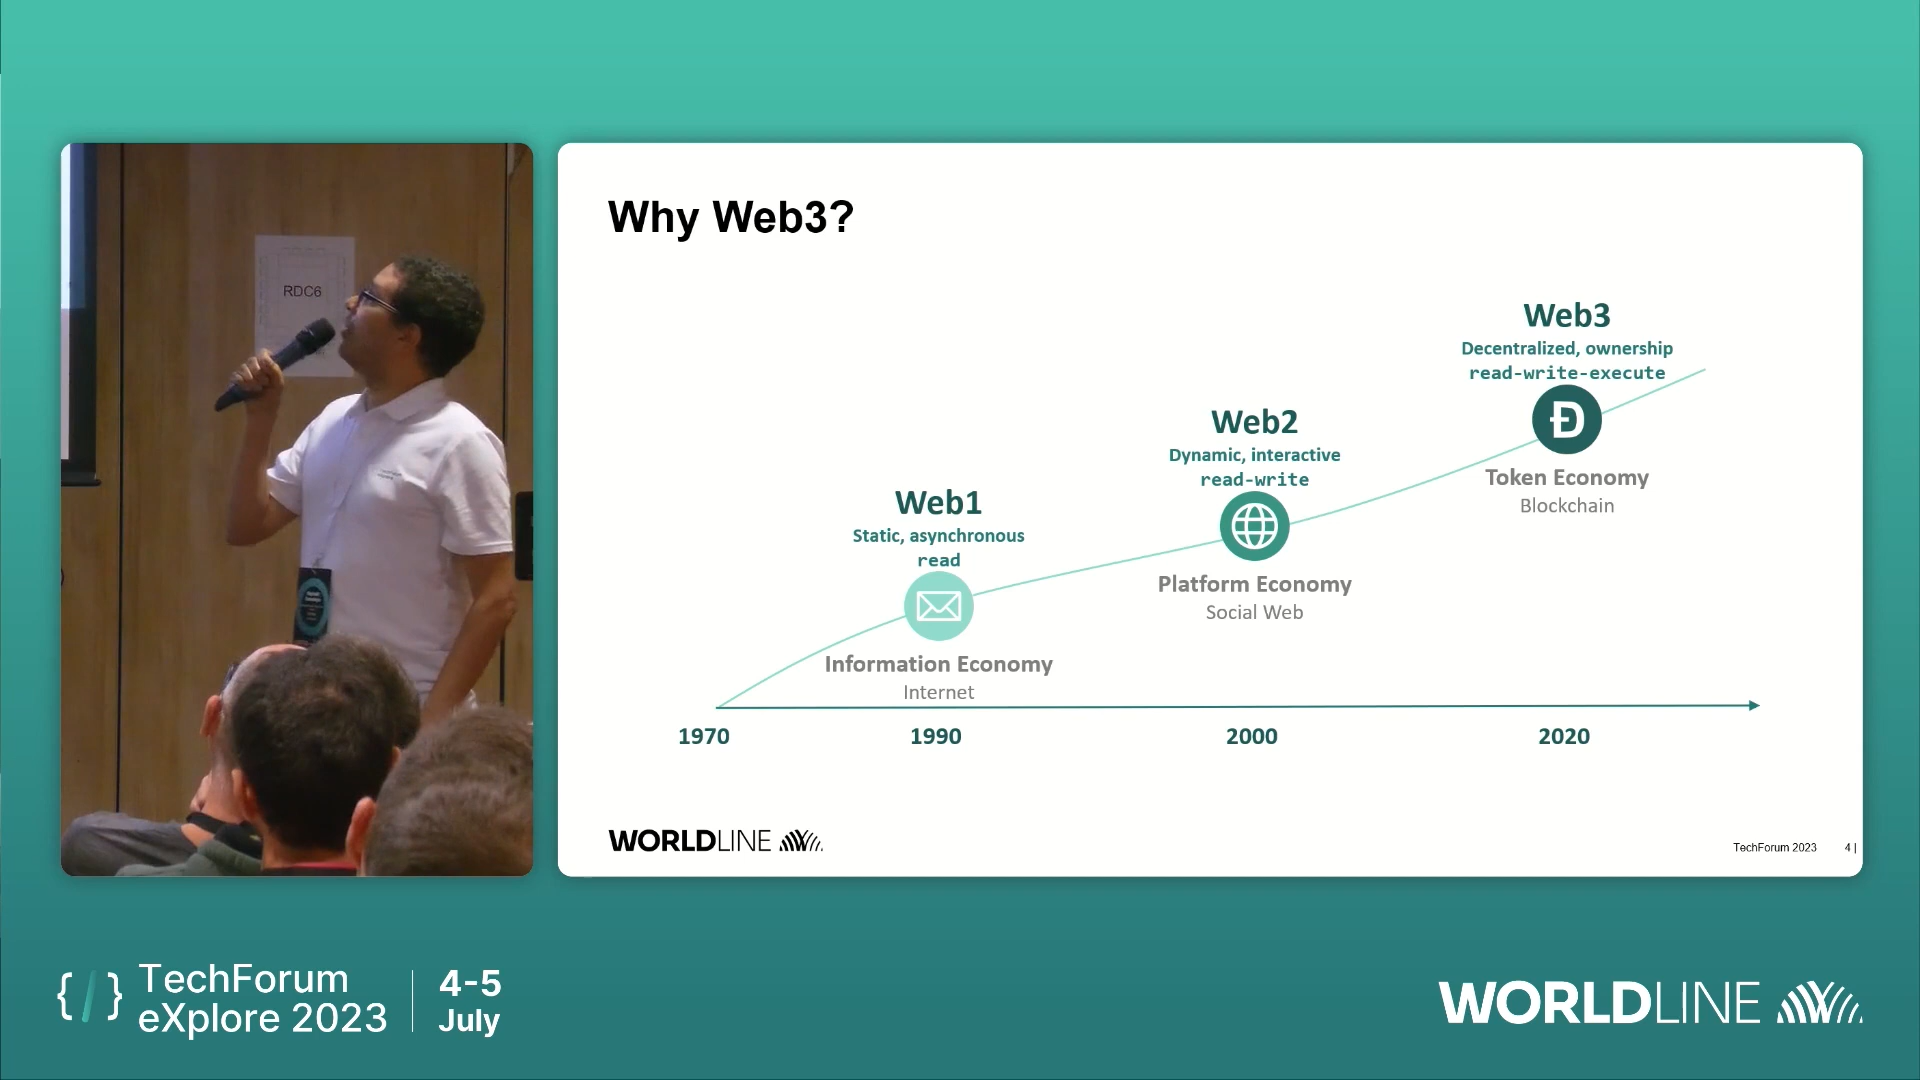 RDC6
Why Web3?
Web3
Decentralized, ownership
read-write-execute
Token Economy
Blockchain
Web2
Dynamic, interactive
read-write
Platform Economy
Social Web
Web1
Static, asynchronous
read
Information Economy
Internet
1970 1990 2000 2020
WORLDLINE
TechForum 2023 4 |
{/} TechForum
eXplore 2023
4-5
July
WORLDLINE